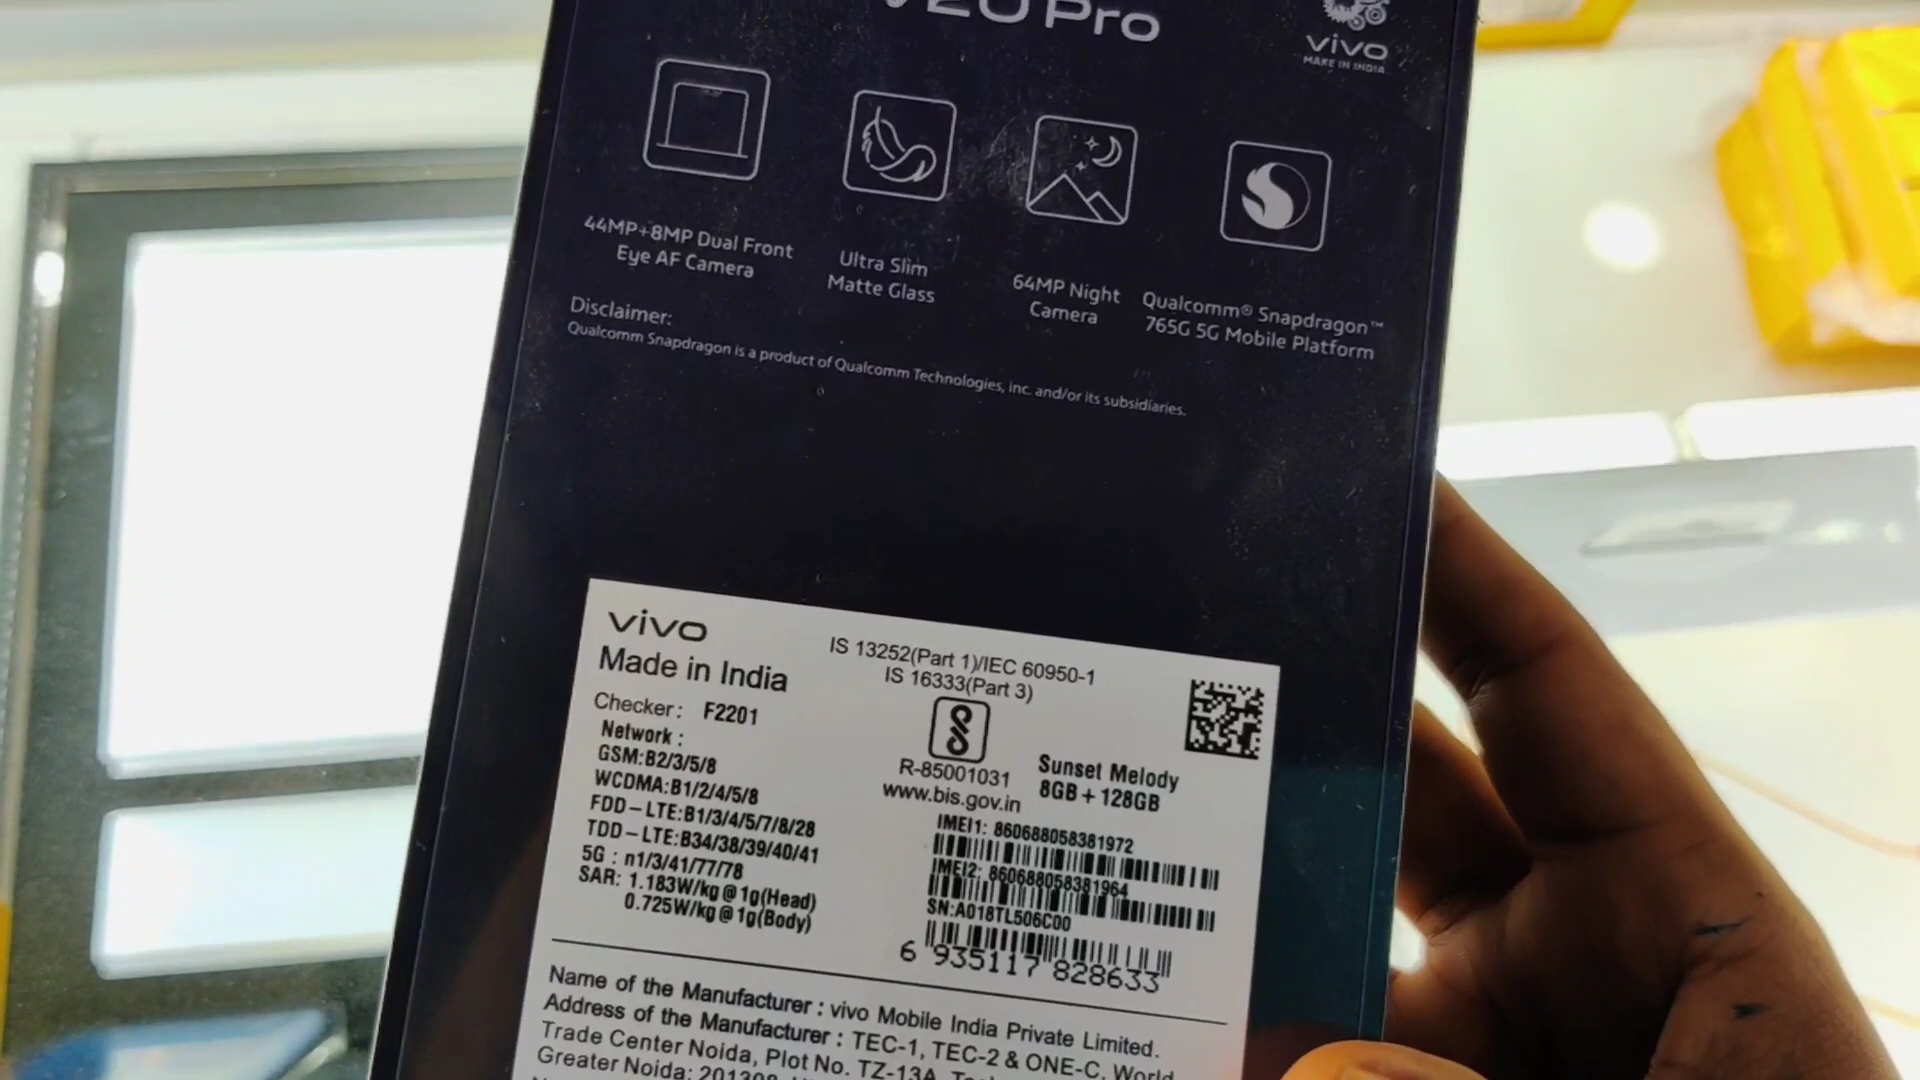 V20 Pro
vivo
MAKE IN INDIA
44MP+8MP Dual Front
Eye AF Camera
Ultra Slim
Matte Glass
64MP Night
Camera
Qualcomm® Snapdragon™
765G 5G Mobile Platform
Disclaimer:
Qualcomm Snapdragon is a product of Qualcomm Technologies, inc. and/or its subsidiaries.
vivo
Made in India
Checker: F2201
Network :
GSM:B2/3/5/8
WCDMA:B1/2/4/5/8
FDD-LTE:B1/3/4/5/7/8/28
TDD-LTE:B34/38/39/40/41
5G : n1/3/41/77/78
SAR: 1.183W/kg@1g(Head)
0.725W/kg@1g(Body)
IS 13252(Part 1)/IEC 60950-1
IS 16333(Part 3)
R-85001031
www.bis.gov.in
Sunset Melody
8GB+128GB
IMEI1: 860688058381972
IMEI2: 860688058381964
SN:A018TL506C00
6 935117 828633
Name of the Manufacturer : vivo Mobile India Private Limited.
Address of the Manufacturer : TEC-1, TEC-2 & ONE-C, World
Trade Center Noida, Plot No. TZ-13A,
Greater Noida;